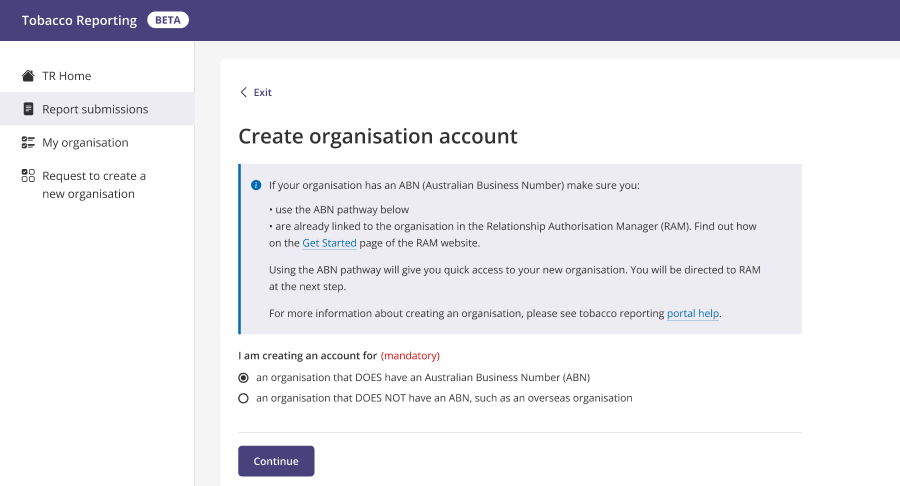 Tobacco Reporting BETA
TR Home
Report submissions
My organisation
Request to create a
new organisation
Exit
Create organisation account
If your organisation has an ABN (Australian Business Number) make sure you:
• use the ABN pathway below
• are already linked to the organisation in the Relationship Authorisation Manager (RAM). Find out how
on the Get Started page of the RAM website.
Using the ABN pathway will give you quick access to your new organisation. You will be directed to RAM
at the next step.
For more information about creating an organisation, please see tobacco reporting portal help.
I am creating an account for (mandatory)
an organisation that DOES have an Australian Business Number (ABN)
an organisation that DOES NOT have an ABN, such as an overseas organisation
Continue